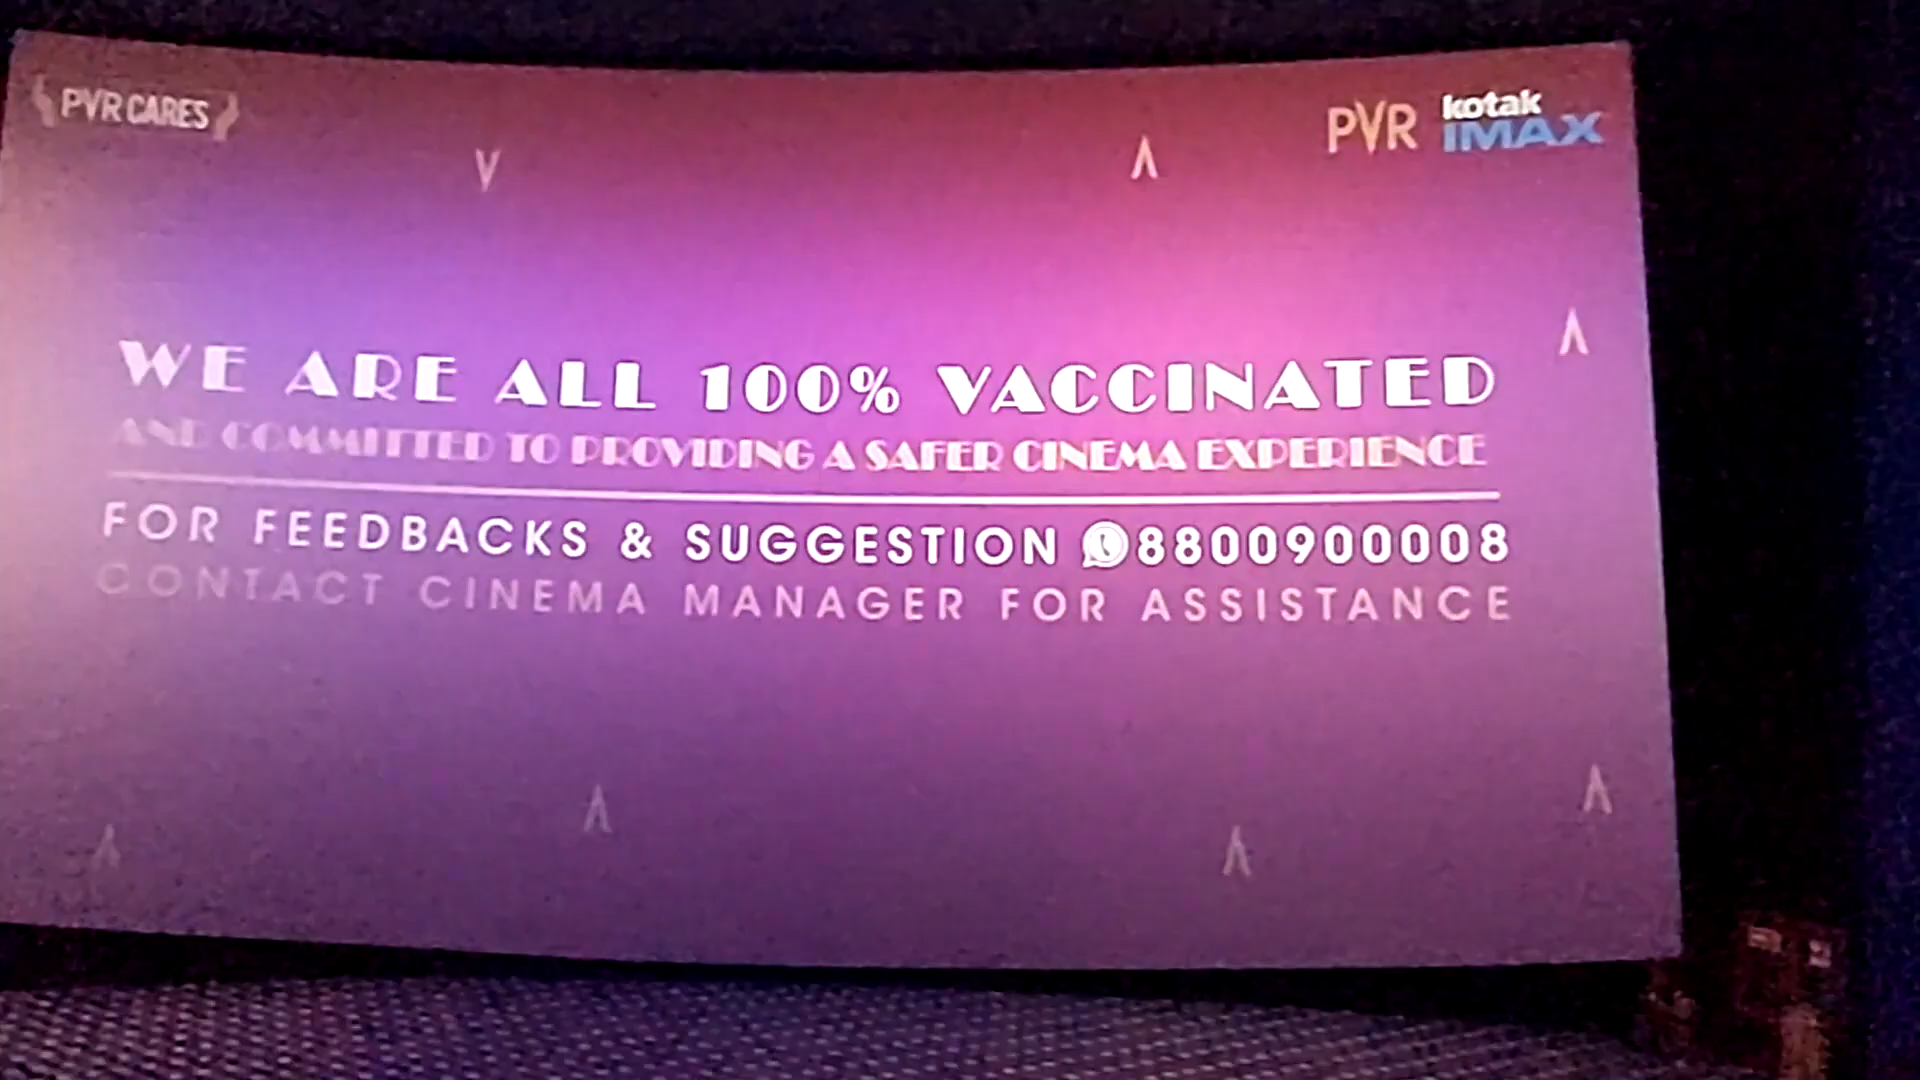 PVR CARES
PVR kotak IMAX
WE ARE ALL 100% VACCINATED
AND COMMITTED TO PROVIDING A SAFER CINEMA EXPERIENCE
FOR FEEDBACKS & SUGGESTION 8800900008
CONTACT CINEMA MANAGER FOR ASSISTANCE